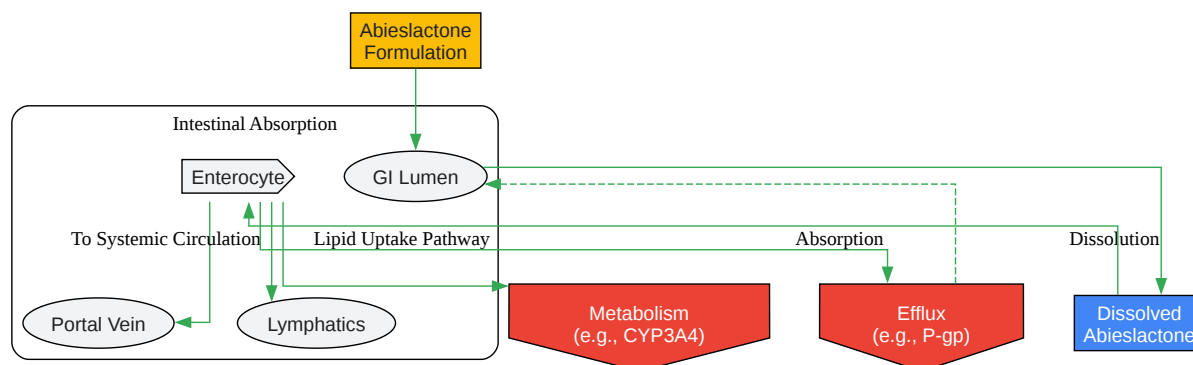 Abieslactone
Formulation
Intestinal Absorption
Enterocyte
GI Lumen
To Systemic Circulation
Lipid Uptake Pathway
Absorption
Dissolution
Portal Vein
Lymphatics
Metabolism
(e.g., CYP3A4)
Efflux
(e.g., P-gp)
Dissolved
Abieslactone